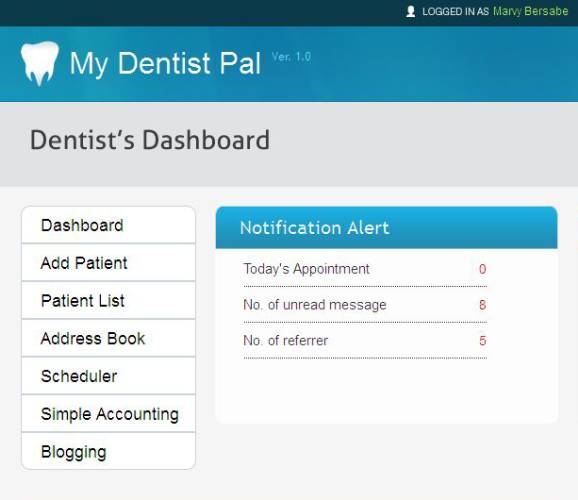 LOGGED IN AS Marvy Bersabe
My Dentist Pal Ver. 1.0
Dentist's Dashboard
Dashboard
Add Patient
Patient List
Address Book
Scheduler
Simple Accounting
Blogging
Notification Alert
Today's Appointment 0
No. of unread message 8
No. of referrer 5